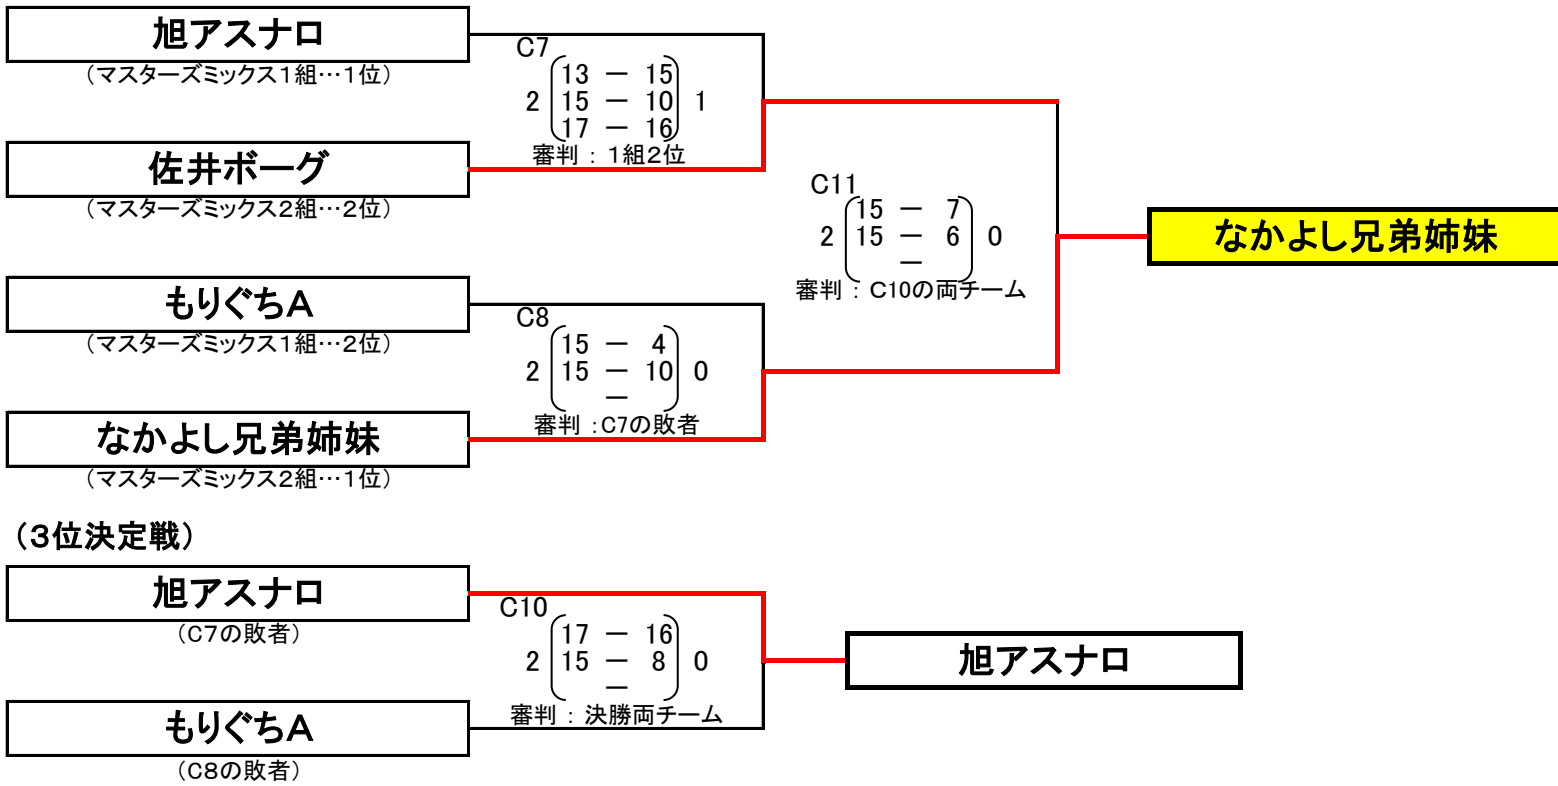 旭アスナロ
(マスターズミックス1組…1位)
C7
13 ー 15
2 15 ー 10 1
17 ー 16
審判 : 1組2位
佐井ボーグ
(マスターズミックス2組…2位)
C11
15 ー 7
2 15 ー 6 0
ー
審判 : C10の両チーム
なかよし兄弟姉妹
もりぐちA
(マスターズミックス1組…2位)
C8
15 ー 4
2 15 ー 10 0
ー
審判 :C7の敗者
なかよし兄弟姉妹
(マスターズミックス2組…1位)
(3位決定戦)
旭アスナロ
(C7の敗者)
C10
17 ー 16
2 15 ー 8 0
ー
審判 : 決勝両チーム
旭アスナロ
もりぐちA
(C8の敗者)